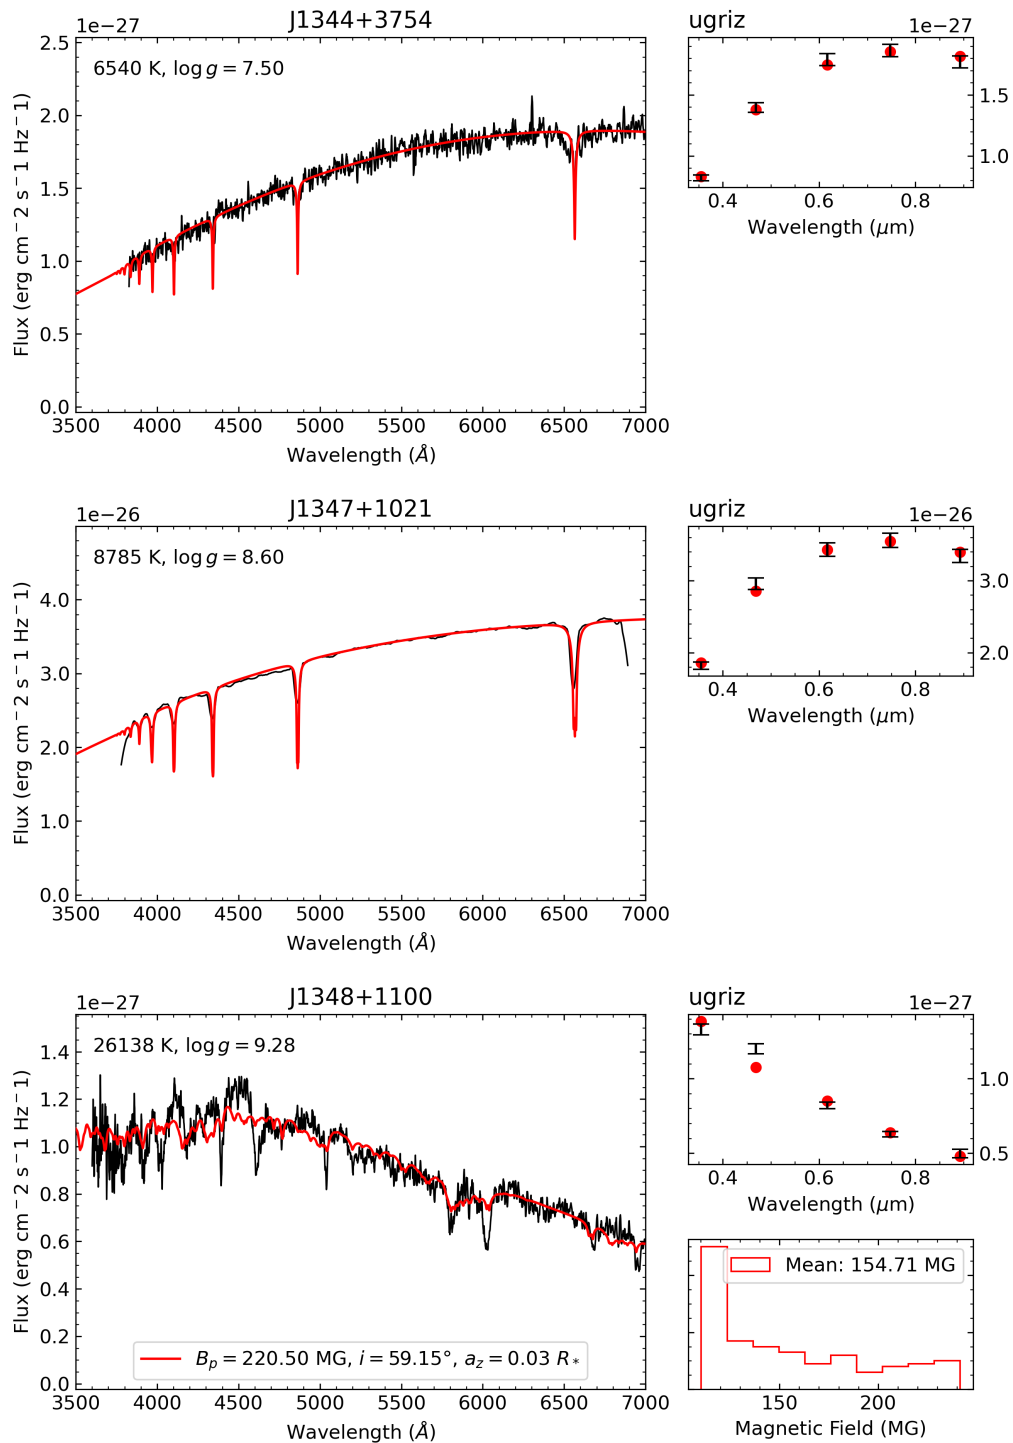 J1344+3754
1e−27
6540 K, log g = 7.50
2.5
2.0
1.5
1.0
0.5
0.0
Flux (erg cm−2 s−1 Hz−1)
3500 4000 4500 5000 5500 6000 6500 7000
Wavelength (Å)
ugriz
1e−27
1.5
1.0
0.4 0.6 0.8
Wavelength (μm)
J1347+1021
1e−26
8785 K, log g = 8.60
4.0
3.0
2.0
1.0
0.0
Flux (erg cm−2 s−1 Hz−1)
3500 4000 4500 5000 5500 6000 6500 7000
Wavelength (Å)
ugriz
1e−26
3.0
2.0
0.4 0.6 0.8
Wavelength (μm)
J1348+1100
1e−27
26138 K, log g = 9.28
1.4
1.2
1.0
0.8
0.6
0.4
0.2
0.0
Flux (erg cm−2 s−1 Hz−1)
B_p = 220.50 MG, i = 59.15°, a_z = 0.03 R_*
3500 4000 4500 5000 5500 6000 6500 7000
Wavelength (Å)
ugriz
1e−27
1.0
0.5
0.4 0.6 0.8
Wavelength (μm)
Mean: 154.71 MG
150 200
Magnetic Field (MG)